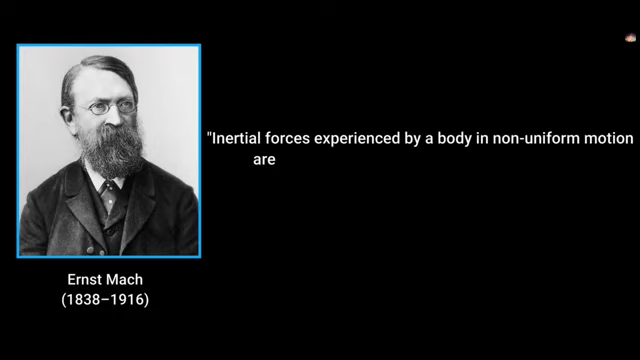 "Inertial forces experienced by a body in non-uniform motion
are
Ernst Mach
(1838–1916)